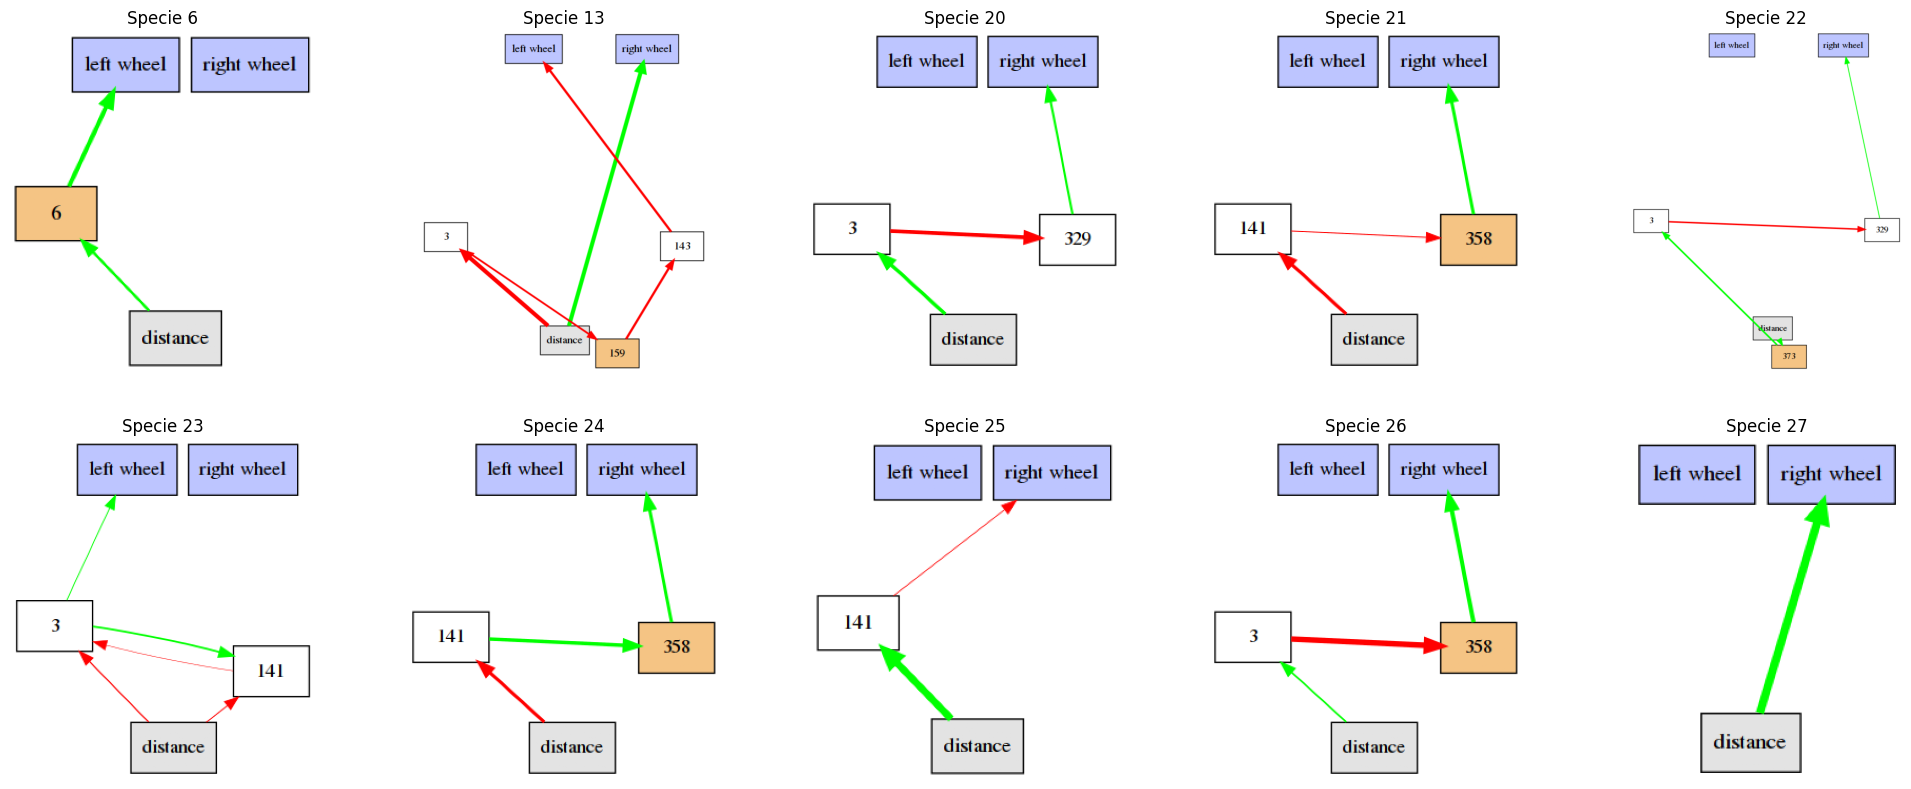 Specie 6
left wheel
right wheel
6
distance
Specie 13
left wheel
right wheel
3
143
distance
159
Specie 20
left wheel
right wheel
3
329
distance
Specie 21
left wheel
right wheel
141
358
distance
Specie 22
left wheel
right wheel
3
329
distance
373
Specie 23
left wheel
right wheel
3
141
distance
Specie 24
left wheel
right wheel
141
358
distance
Specie 25
left wheel
right wheel
141
distance
Specie 26
left wheel
right wheel
3
358
distance
Specie 27
left wheel
right wheel
distance